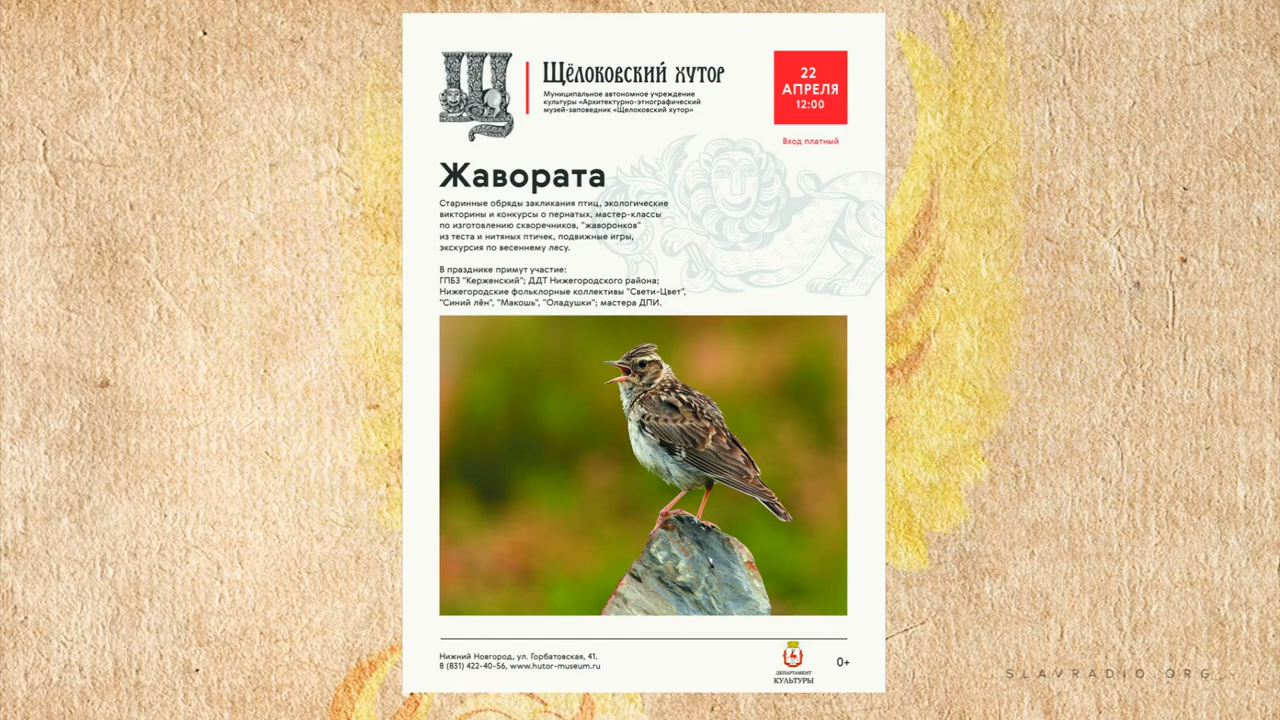 Щёлоковский хутор
Муниципальное автономное учреждение
культуры «Архитектурно-этнографический
музей-заповедник «Щелоковский хутор»
22
АПРЕЛЯ
12:00
Вход платный
Жавората
Старинные обряды закликания птиц, экологические
викторины и конкурсы о пернатых, мастер-классы
по изготовлению скворечников, "жаворонков"
из теста и нитяных птичек, подвижные игры,
экскурсия по весеннему лесу.
В празднике примут участие:
ГПБЗ "Керженский"; ДДТ Нижегородского района;
Нижегородские фольклорные коллективы "Свети-Цвет",
"Синий лён", "Макошь", "Оладушки"; мастера ДПИ.
Нижний Новгород, ул. Горбатовская, 41.
8 (831) 422-40-56, www.hutor-museum.ru
ДЕПАРТАМЕНТ
КУЛЬТУРЫ
0+
SLAVRADIO.ORG